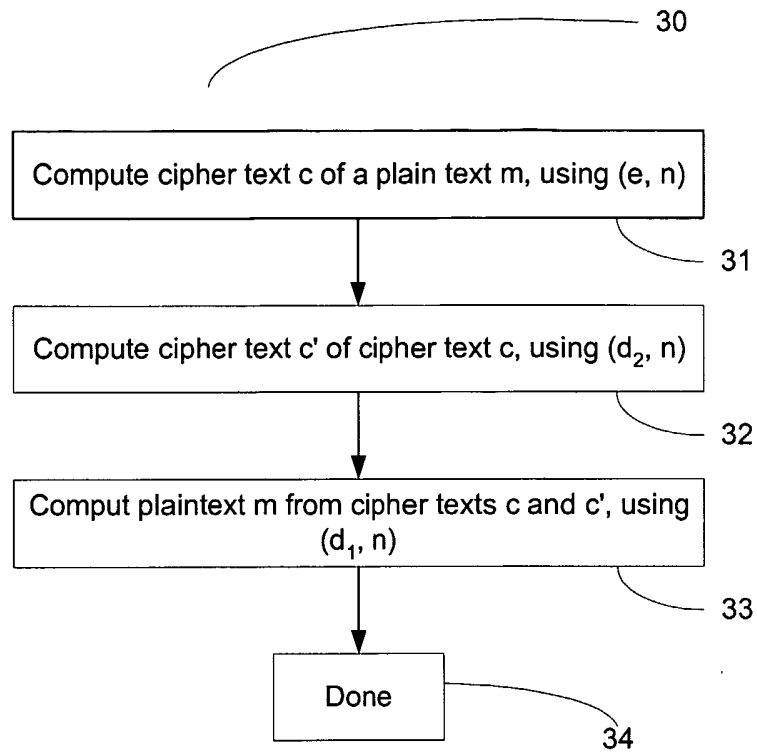 30
Compute cipher text c of a plain text m, using (e, n)
31
Compute cipher text c' of cipher text c, using (d₂, n)
32
Comput plaintext m from cipher texts c and c', using
(d₁, n)
33
Done
34